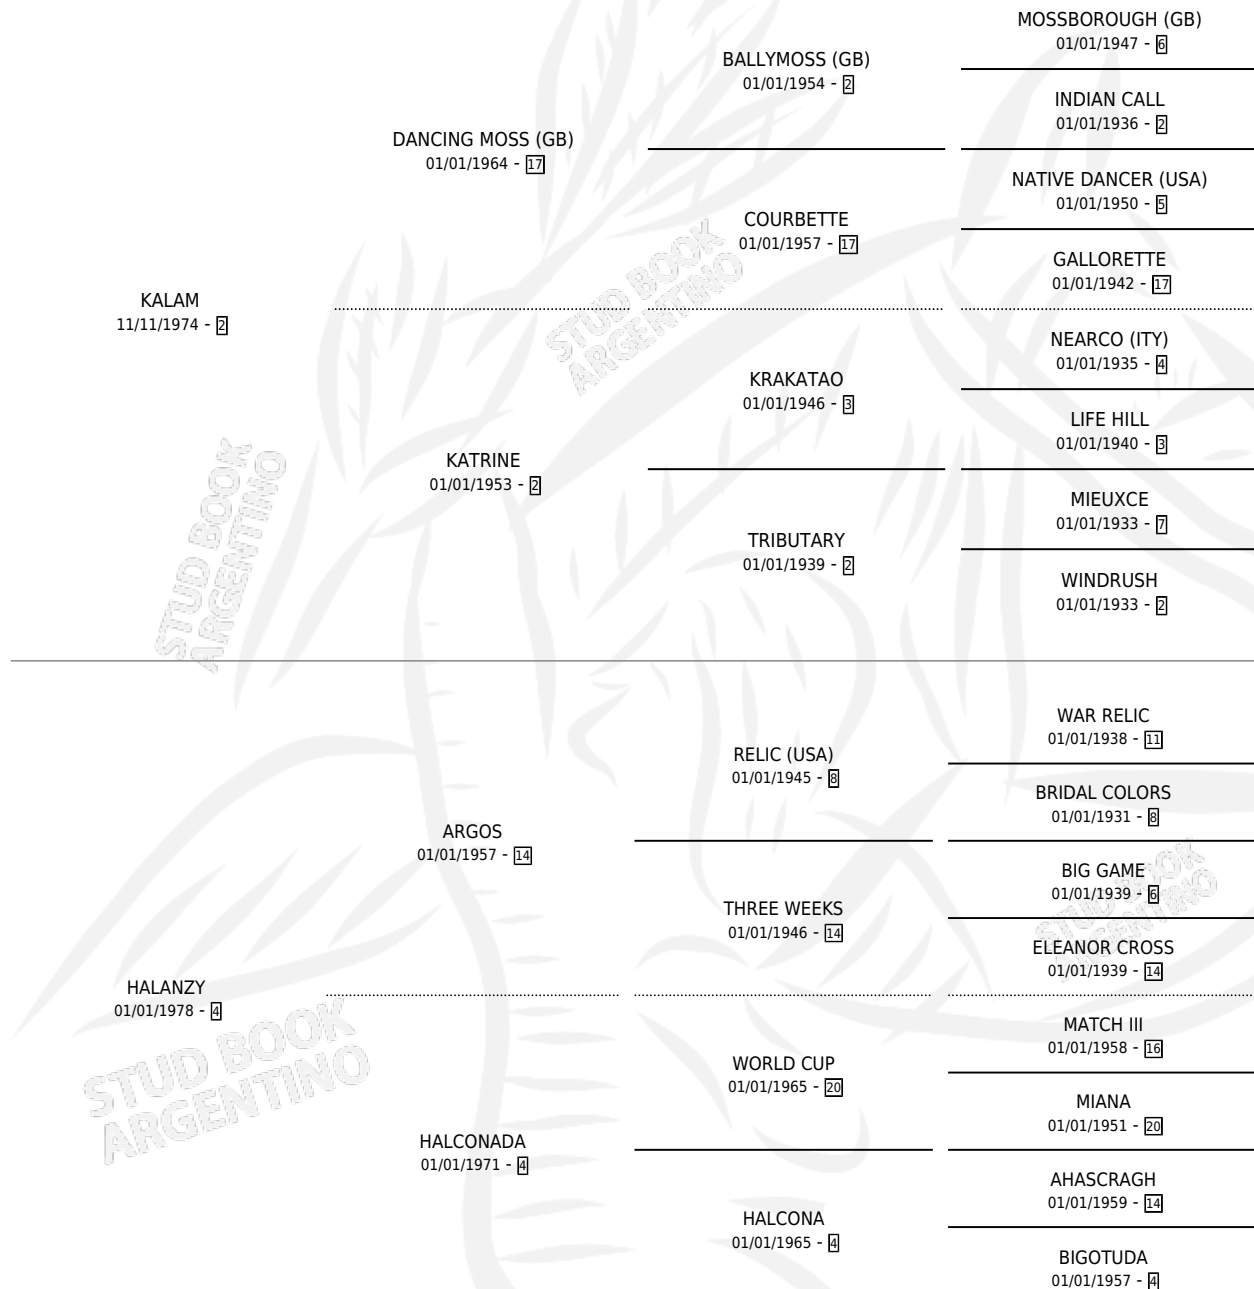 MOSSBOROUGH (GB)
01/01/1947 - 6
BALLYMOSS (GB)
01/01/1954 - 2
INDIAN CALL
01/01/1936 - 2
DANCING MOSS (GB)
01/01/1964 - 17
NATIVE DANCER (USA)
01/01/1950 - 5
COURBETTE
01/01/1957 - 17
GALLORETTE
01/01/1942 - 17
KALAM
11/11/1974 - 2
NEARCO (ITY)
01/01/1935 - 4
KRAKATAO
01/01/1946 - 3
LIFE HILL
01/01/1940 - 3
KATRINE
01/01/1953 - 2
MIEUXCE
01/01/1933 - 7
TRIBUTARY
01/01/1939 - 2
WINDRUSH
01/01/1933 - 2
WAR RELIC
01/01/1938 - 11
RELIC (USA)
01/01/1945 - 8
BRIDAL COLORS
01/01/1931 - 8
ARGOS
01/01/1957 - 14
BIG GAME
01/01/1939 - 6
THREE WEEKS
01/01/1946 - 14
ELEANOR CROSS
01/01/1939 - 14
HALANZY
01/01/1978 - 4
MATCH III
01/01/1958 - 16
WORLD CUP
01/01/1965 - 20
MIANA
01/01/1951 - 20
HALCONADA
01/01/1971 - 4
AHASCRAGH
01/01/1959 - 14
HALCONA
01/01/1965 - 4
BIGOTUDA
01/01/1957 - 4
STUD BOOK
ARGENTINO
STUD BOOK
ARGENTINO
STUD BOOK
ARGENTINO
STUD BOOK
ARGENTINO